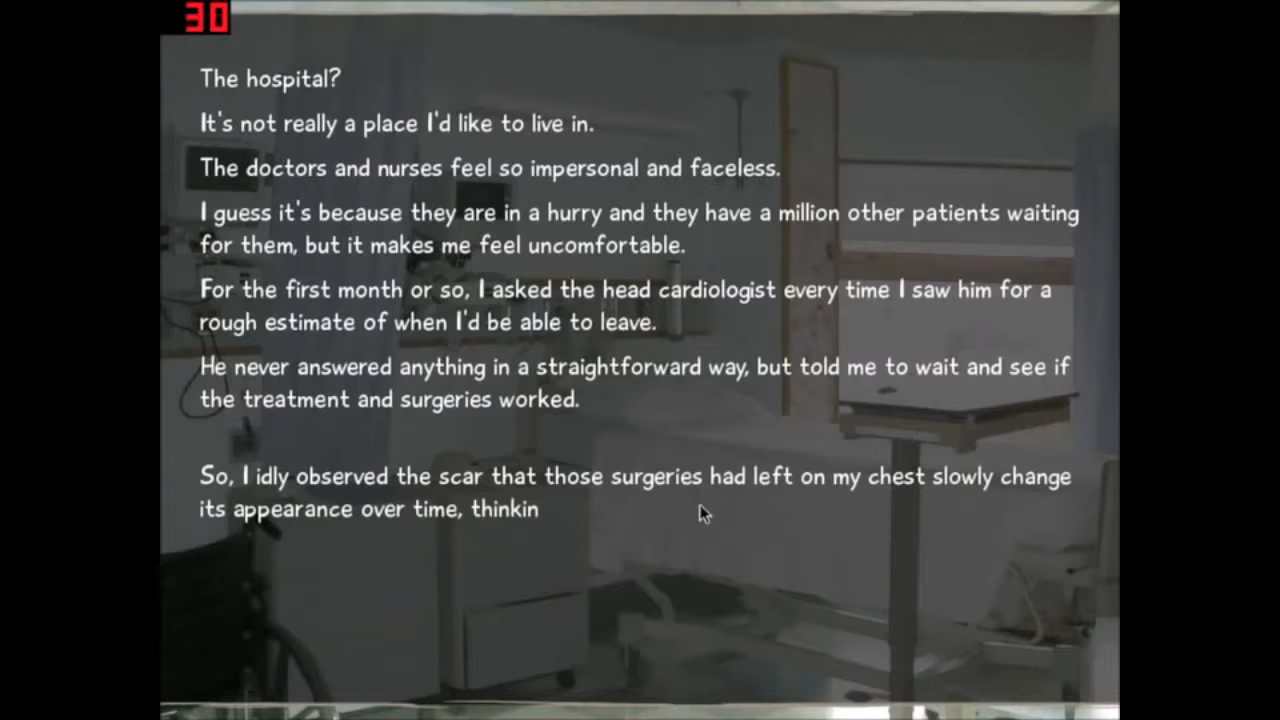 30
The hospital?
It's not really a place I'd like to live in.
The doctors and nurses feel so impersonal and faceless.
I guess it's because they are in a hurry and they have a million other patients waiting
for them, but it makes me feel uncomfortable.
For the first month or so, I asked the head cardiologist every time I saw him for a
rough estimate of when I'd be able to leave.
He never answered anything in a straightforward way, but told me to wait and see if
the treatment and surgeries worked.
So, I idly observed the scar that those surgeries had left on my chest slowly change
its appearance over time, thinkin